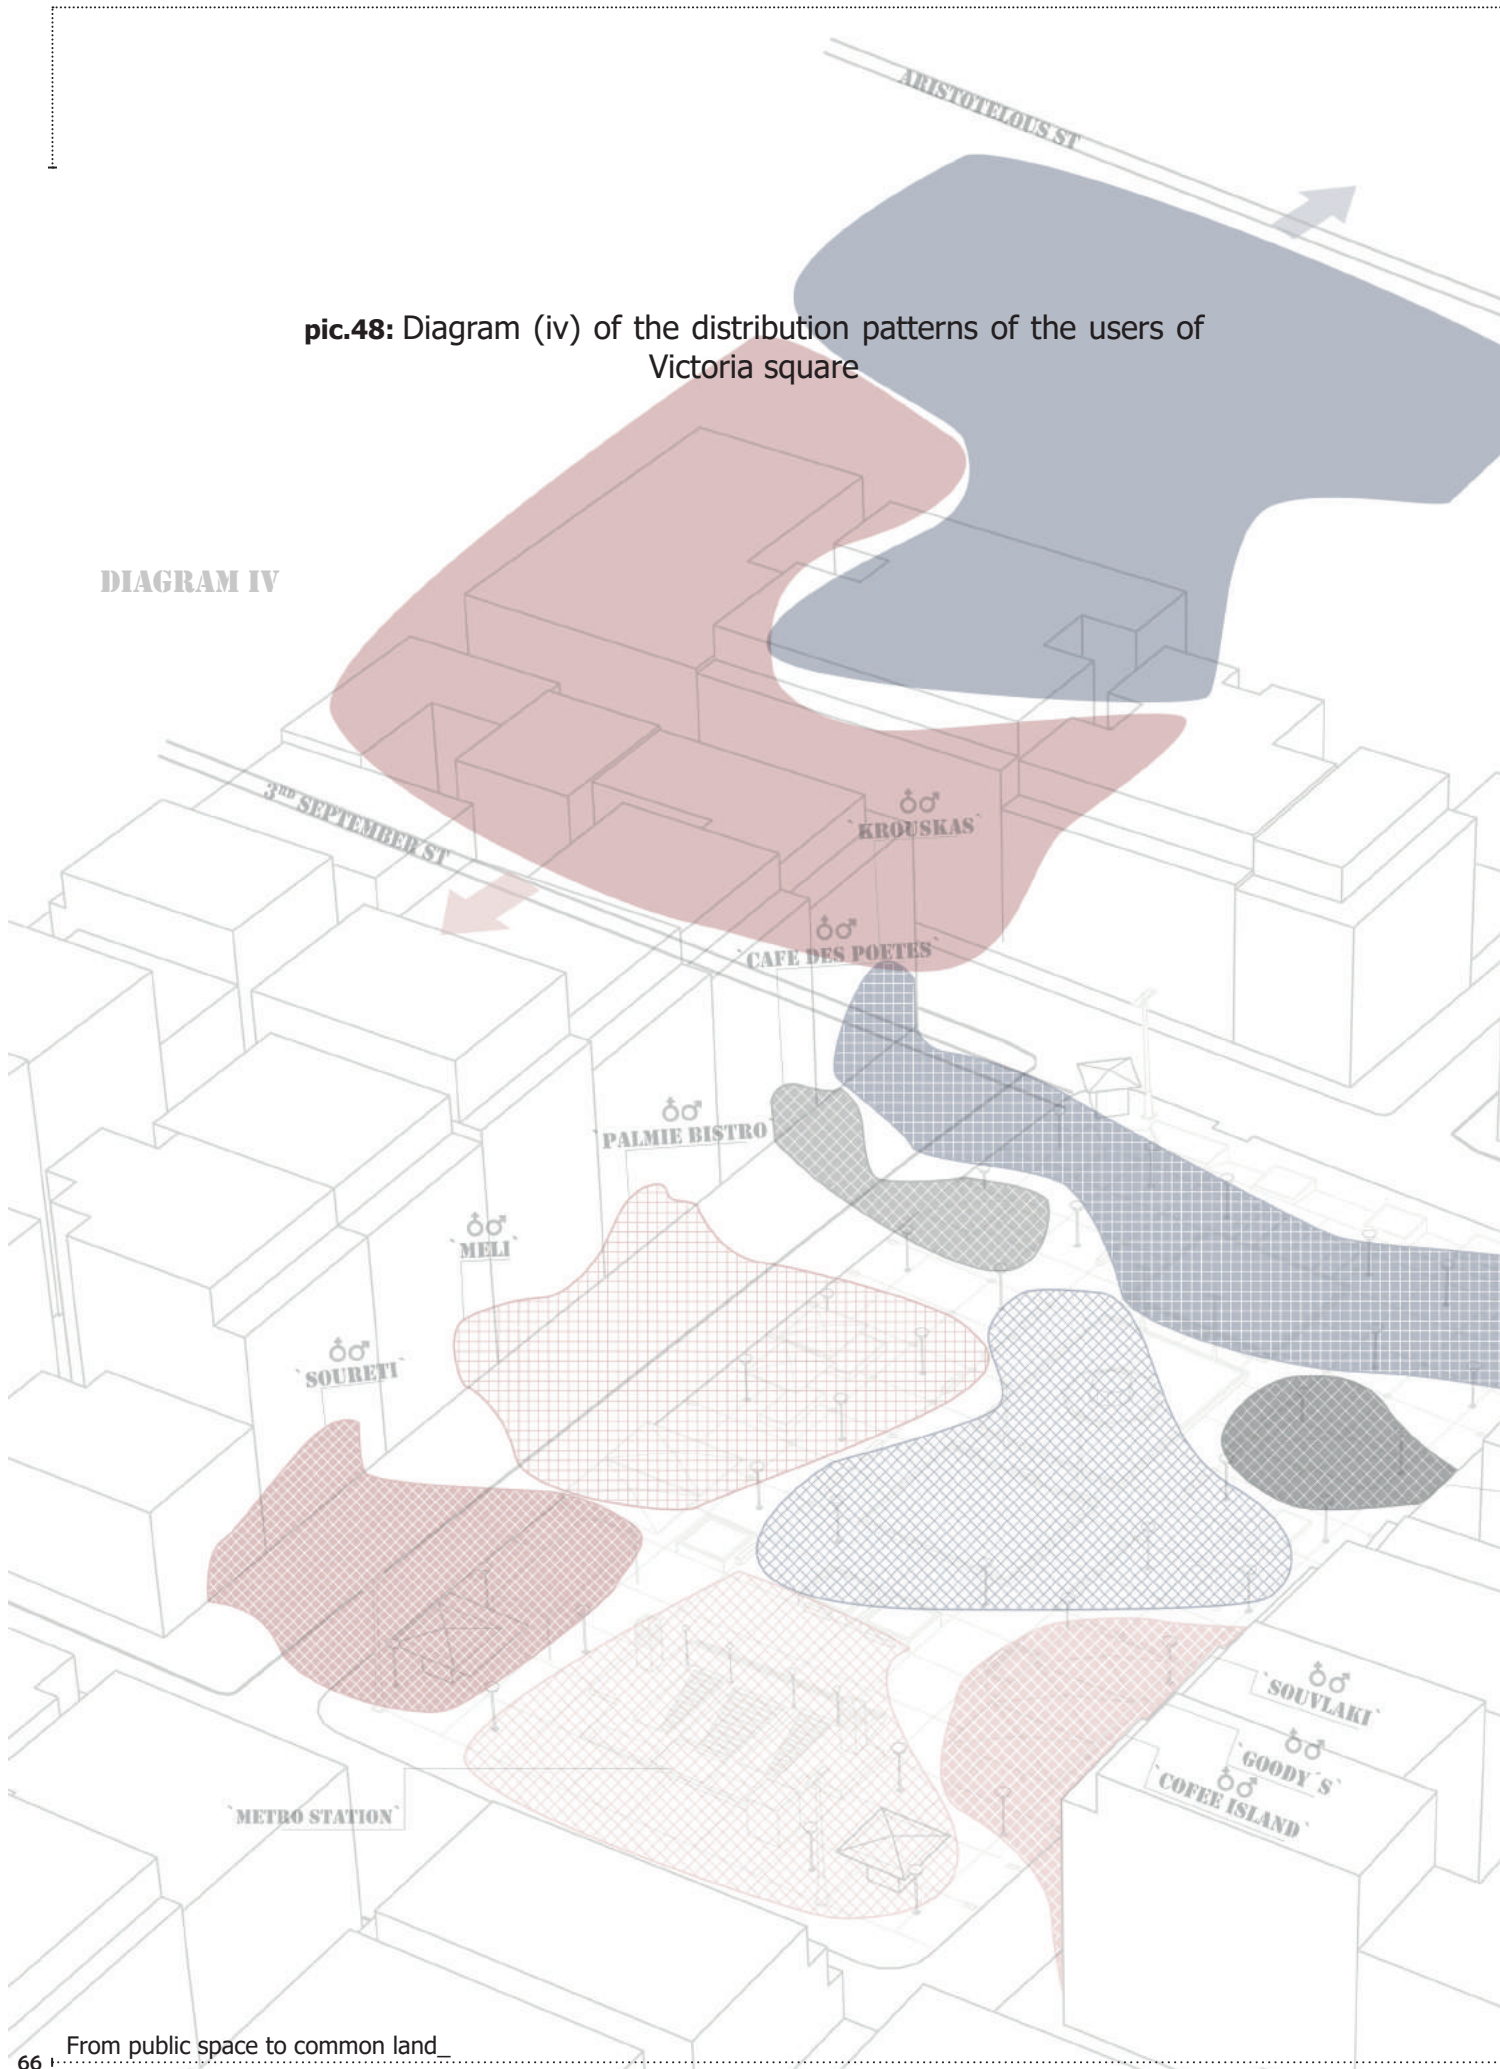 ARISTOTELOUS ST
pic.48: Diagram (iv) of the distribution patterns of the users of
Victoria square
DIAGRAM IV
3ND SEPTEMBER ST
`KROUSKAS`
`CAFE DES POETES`
`PALMIE BISTRO`
`MELI`
`SOURETI`
`SOUVLAKI`
`GOODY´S`
`COFEE ISLAND`
`METRO STATION`
From public space to common land_
66